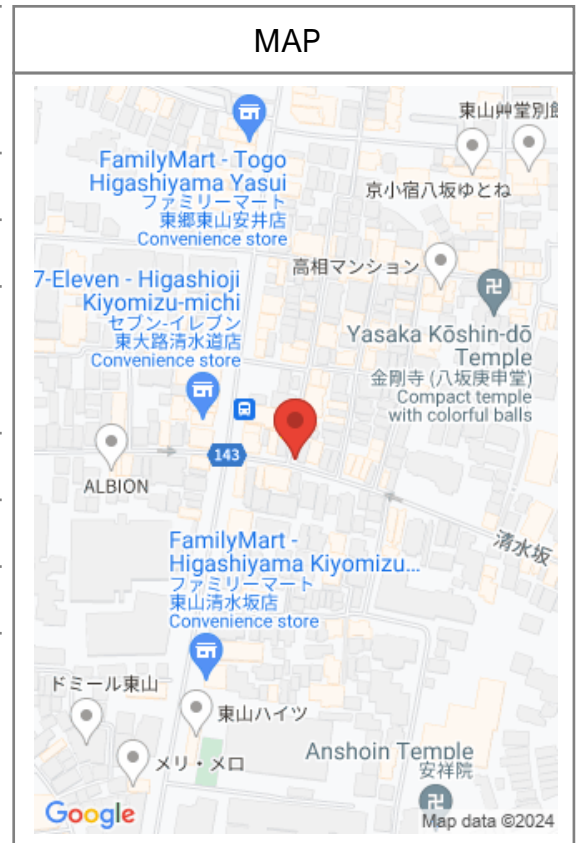 MAP
東山艸堂別館
FamilyMart - Togo
Higashiyama Yasui
ファミリーマート
東郷東山安井店
Convenience store
京小宿八坂ゆとね
高相マンション
7-Eleven - Higashioji
Kiyomizu-michi
セブン-イレブン
東大路清水道店
Convenience store
Yasaka Kōshin-dō
Temple
金剛寺 (八坂庚申堂)
Compact temple
with colorful balls
143
ALBION
清水坂
FamilyMart -
Higashiyama Kiyomizu...
ファミリーマート
東山清水坂店
Convenience store
ドミール東山
東山ハイツ
メリ・メロ
Anshoin Temple
安祥院
Google
Map data ©2024